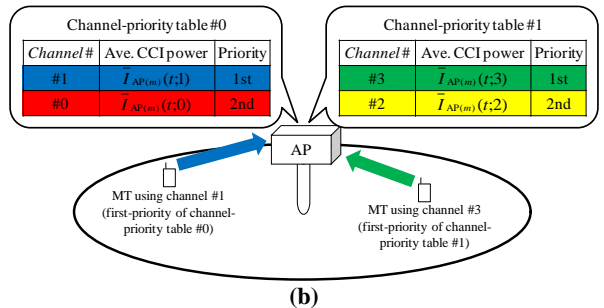 Channel-priority table #0
Channel # Ave. CCI power Priority
#1 Ī AP(m) (t;1) 1st
#0 Ī AP(m) (t;0) 2nd
Channel-priority table #1
Channel # Ave. CCI power Priority
#3 Ī AP(m) (t;3) 1st
#2 Ī AP(m) (t;2) 2nd
AP
MT using channel #1
(first-priority of channel-
priority table #0)
MT using channel #3
(first-priority of channel-
priority table #1)
(b)